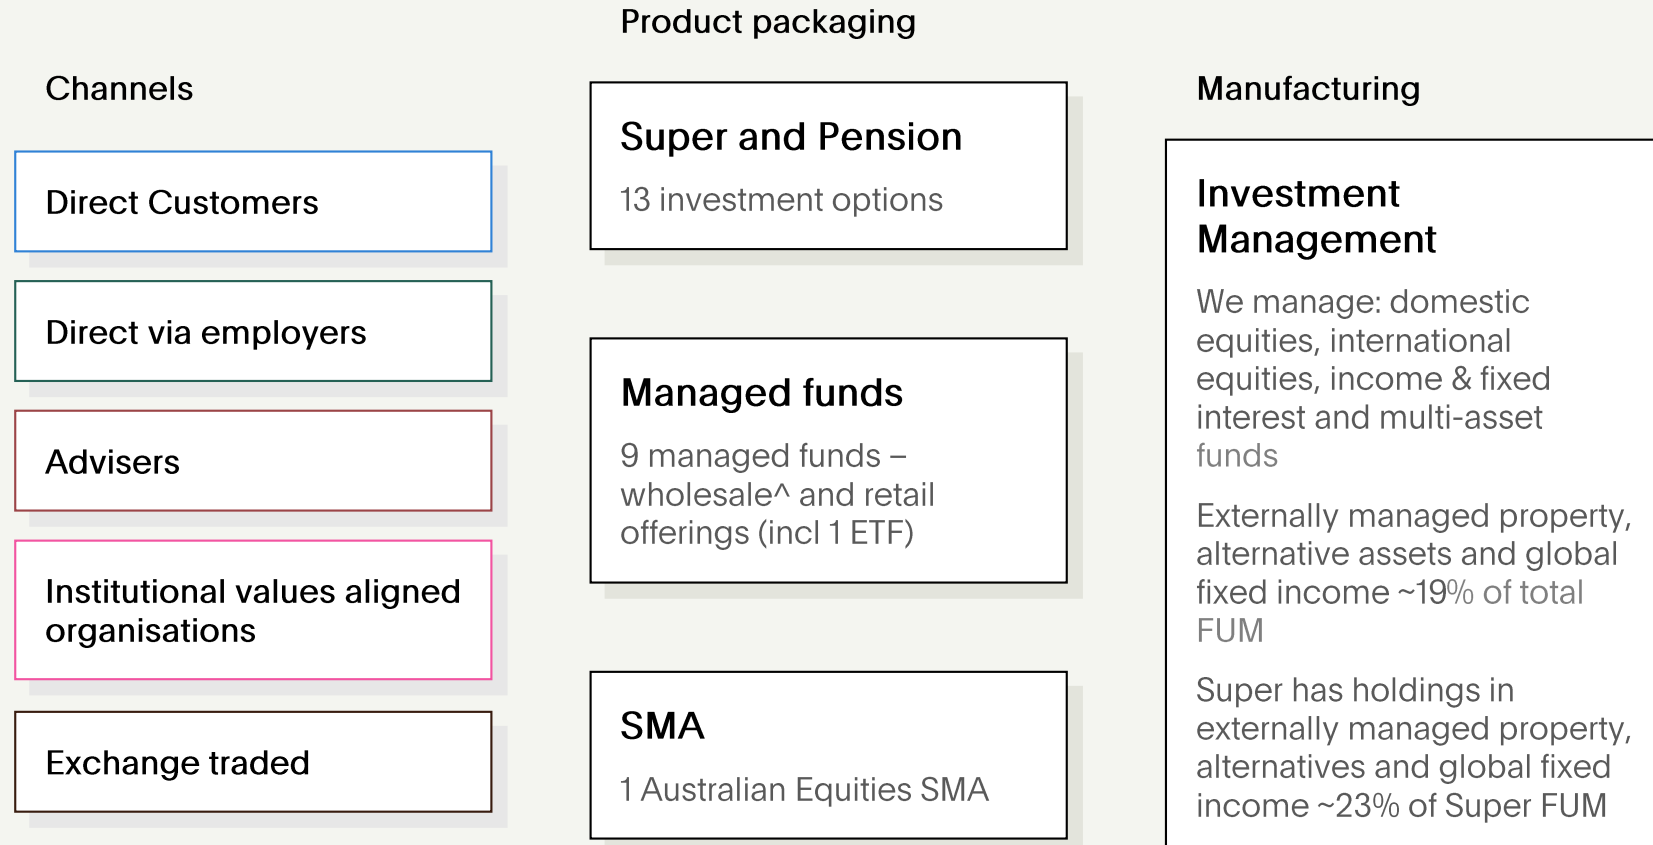 Product packaging
Channels
Manufacturing
Direct Customers
Direct via employers
Advisers
Institutional values aligned
organisations
Exchange traded
Super and Pension
13 investment options
Managed funds
9 managed funds –
wholesale^ and retail
offerings (incl 1 ETF)
SMA
1 Australian Equities SMA
Investment
Management
We manage: domestic
equities, international
equities, income & fixed
interest and multi-asset
funds
Externally managed property,
alternative assets and global
fixed income ~19% of total
FUM
Super has holdings in
externally managed property,
alternatives and global fixed
income ~23% of Super FUM